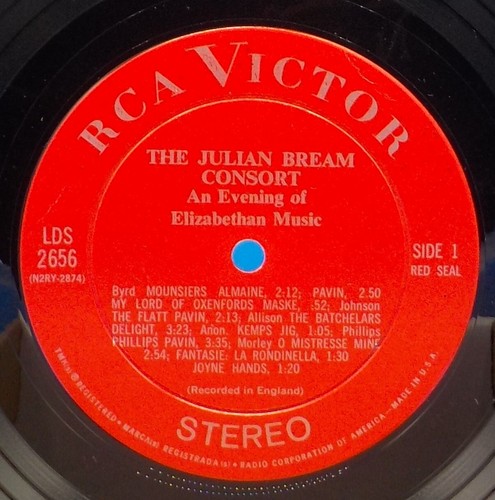 RCA VICTOR
THE JULIAN BREAM
CONSORT
An Evening of
Elizabethan Music
LDS
2656
(N2RY-2874)
SIDE 1
RED SEAL
Byrd MOUNSIERS ALMAINE, 2:12; PAVIN, 2.50
MY LORD OF OXENFORDS MASKE, :52; Johnson
THE FLATT PAVIN, 2:13; Allison THE BATCHELARS
DELIGHT, 3:23; Anon. KEMPS JIG, 1:05; Phillips
PHILLIPS PAVIN, 3:35; Morley O MISTRESSE MINE
2:54; FANTASIE: LA RONDINELLA, 1:30
JOYNE HANDS, 1:20
(Recorded in England)
STEREO
TMK(s) ® REGISTERED • MARCA(s) REGISTRADA(s) • RADIO CORPORATION OF AMERICA – MADE IN U.S.A.